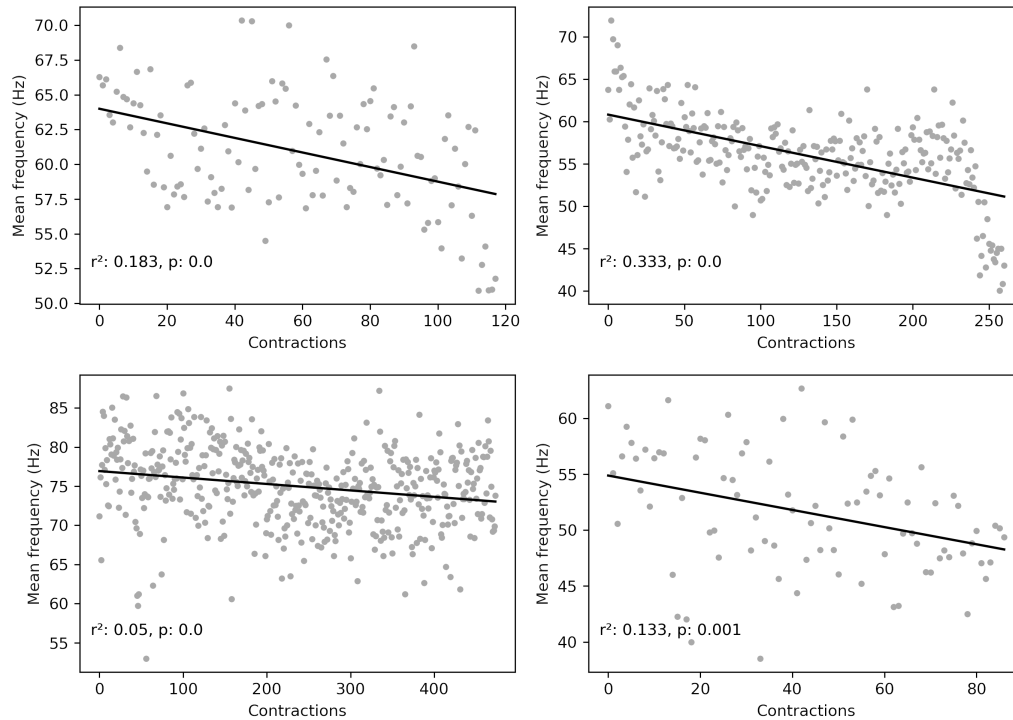 Mean frequency (Hz)
70.0
67.5
65.0
62.5
60.0
57.5
55.0
52.5
50.0
r²: 0.183, p: 0.0
0 20 40 60 80 100 120
Contractions
Mean frequency (Hz)
70
65
60
55
50
45
40
r²: 0.333, p: 0.0
0 50 100 150 200 250
Contractions
Mean frequency (Hz)
85
80
75
70
65
60
55
r²: 0.05, p: 0.0
0 100 200 300 400
Contractions
Mean frequency (Hz)
60
55
50
45
40
r²: 0.133, p: 0.001
0 20 40 60 80
Contractions